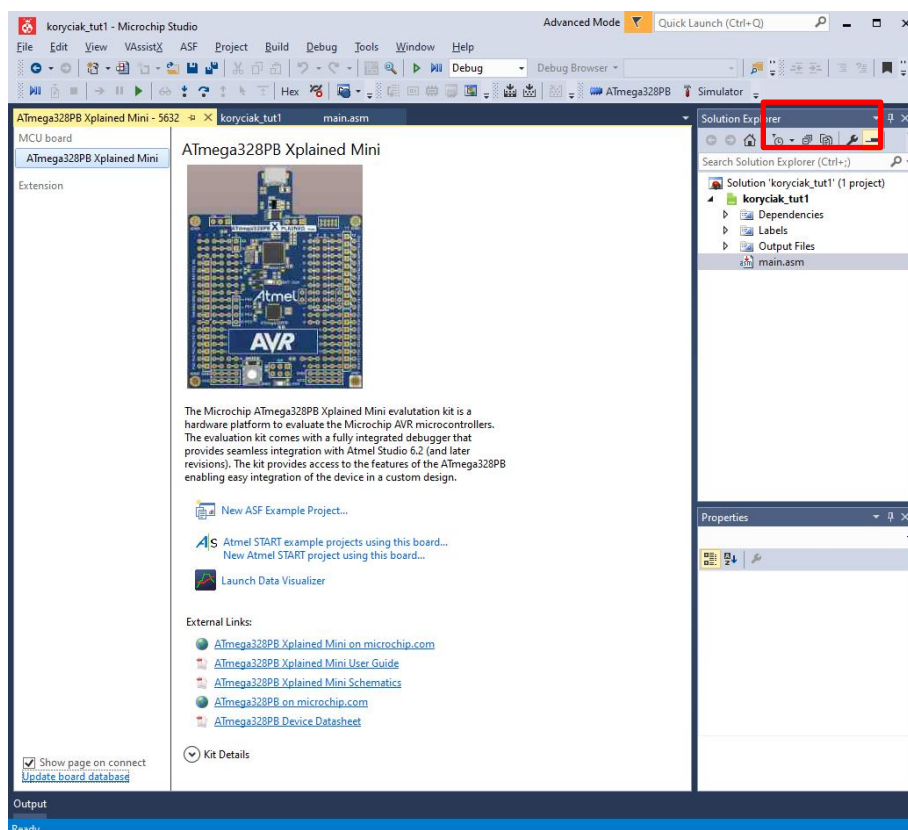 koryciak_tut1 - Microchip Studio
Advanced Mode
Quick Launch (Ctrl+Q)
File Edit View VAssistX ASF Project Build Debug Tools Window Help
Debug
Debug Browser
Hex
ATmega328PB
Simulator
ATmega328PB Xplained Mini - 5632
koryciak_tut1
main.asm
MCU board
ATmega328PB Xplained Mini
Extension
ATmega328PB Xplained Mini
Atmel
AVR
The Microchip ATmega328PB Xplained Mini evalutation kit is a
hardware platform to evaluate the Microchip AVR microcontrollers.
The evaluation kit comes with a fully integrated debugger that
provides seamless integration with Atmel Studio 6.2 (and later
revisions). The kit provides access to the features of the ATmega328PB
enabling easy integration of the device in a custom design.
New ASF Example Project...
Atmel START example projects using this board...
New Atmel START project using this board...
Launch Data Visualizer
External Links:
ATmega328PB Xplained Mini on microchip.com
ATmega328PB Xplained Mini User Guide
ATmega328PB Xplained Mini Schematics
ATmega328PB on microchip.com
ATmega328PB Device Datasheet
Kit Details
Show page on connect
Update board database
Solution Explorer
Search Solution Explorer (Ctrl+;)
Solution 'koryciak_tut1' (1 project)
koryciak_tut1
Dependencies
Labels
Output Files
main.asm
Properties
Output
Ready